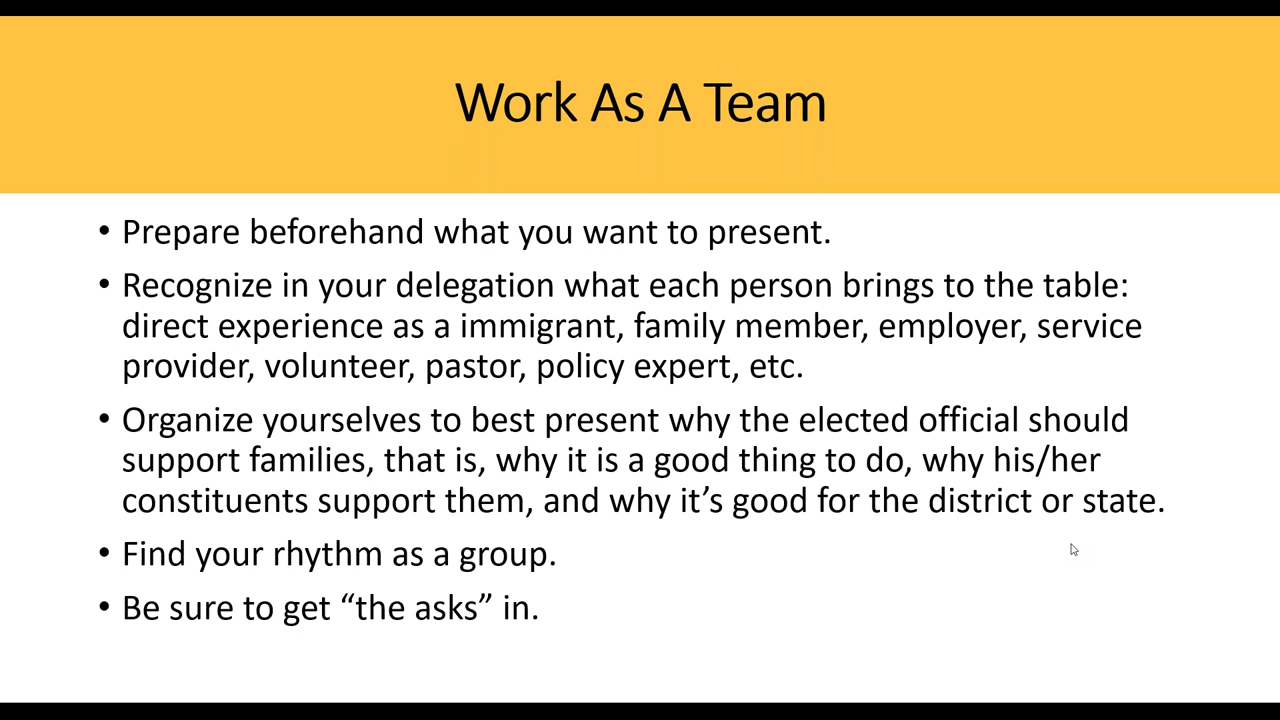 Work As A Team
• Prepare beforehand what you want to present.
• Recognize in your delegation what each person brings to the table:
direct experience as a immigrant, family member, employer, service
provider, volunteer, pastor, policy expert, etc.
• Organize yourselves to best present why the elected official should
support families, that is, why it is a good thing to do, why his/her
constituents support them, and why it’s good for the district or state.
• Find your rhythm as a group.
• Be sure to get “the asks” in.